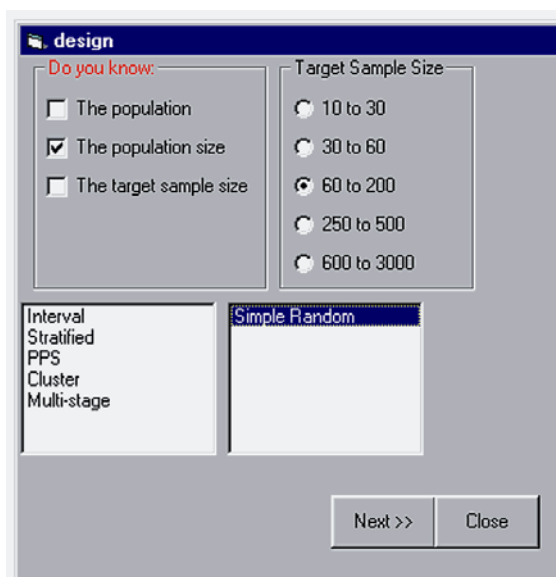 design
Do you know:
The population
The population size
The target sample size
Target Sample Size
10 to 30
30 to 60
60 to 200
250 to 500
600 to 3000
Interval
Stratified
PPS
Cluster
Multi-stage
Simple Random
Next >>
Close